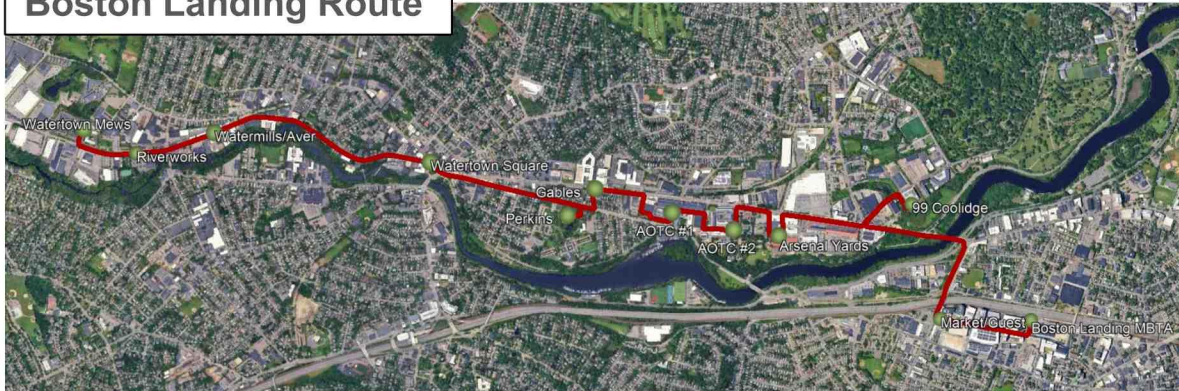 Boston Landing Route
Watertown Mews
Riverworks
Watermills/Aver
Watertown Square
Gables
Perkins
AOTC #1
AOTC #2
Arsenal Yards
99 Coolidge
Market/Guest
Boston Landing MBTA